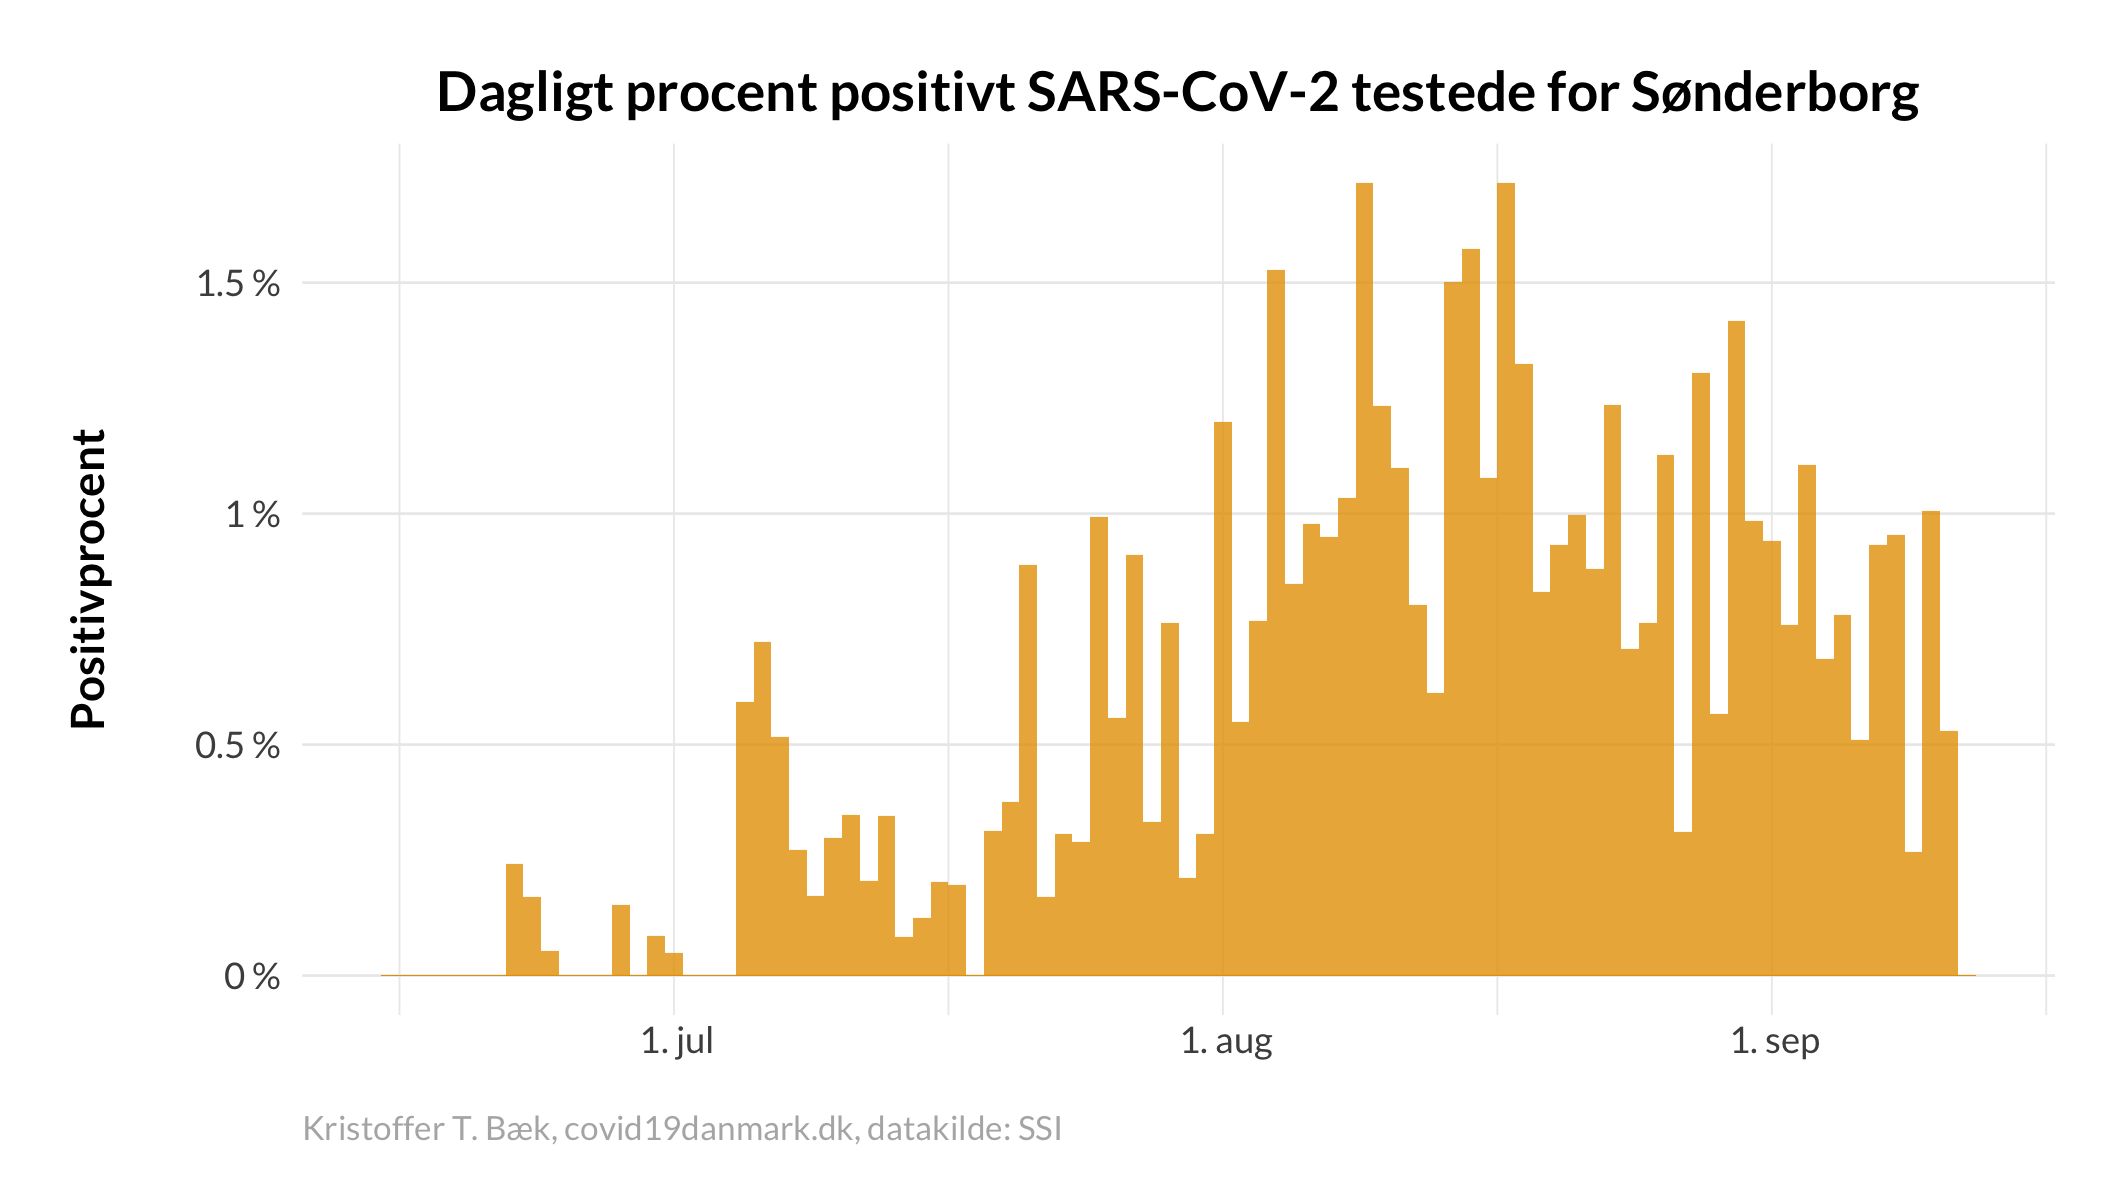 Dagligt procent positivt SARS-CoV-2 testede for Sønderborg
Positivprocent
1.5 %
1 %
0.5 %
0 %
1. jul
1. aug
1. sep
Kristoffer T. Bæk, covid19danmark.dk, datakilde: SSI